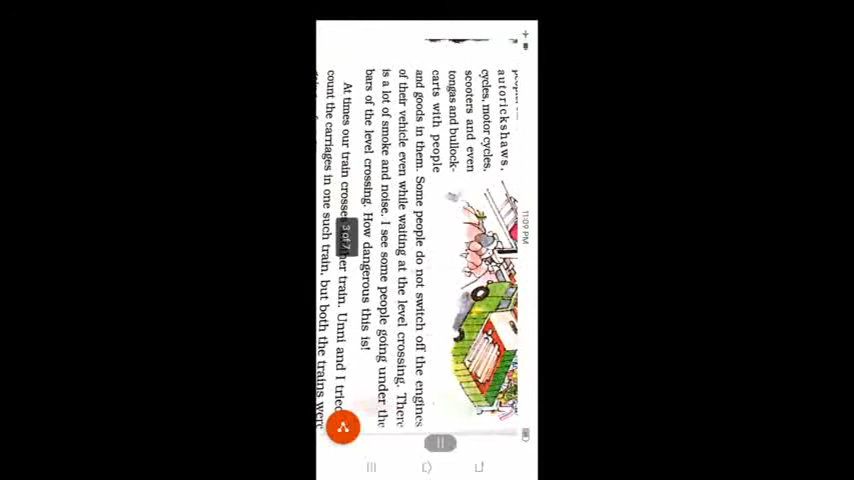 11:09 PM
autorickshaws,
cycles, motor cycles,
scooters and even
tongas and bullock-
carts with people
and goods in them. Some people do not switch off the engines
of their vehicle even while waiting at the level crossing. There
is a lot of smoke and noise. I see some people going under the
bars of the level crossing. How dangerous this is!
At times our train crosses train. Unni and I tried
3 of 7
count the carriages in one such train, but both the trains were